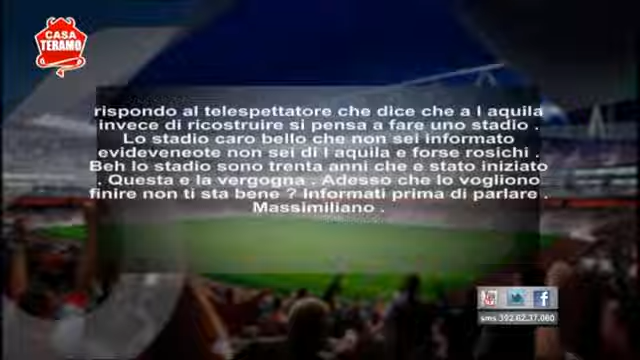 CASA
TERAMO
rispondo al telespettatore che dice che a l aquila
invece di ricostruire si pensa a fare uno stadio .
Lo stadio caro bello che non sei informato
evideveneote non sei di l aquila e forse rosichi .
Beh lo stadio sono trenta anni che e stato iniziato
. Questa e la vergogna . Adesso che lo vogliono
finire non ti sta bene ? Informati prima di parlare .
Massimiliano .
sms 392.62.37.060